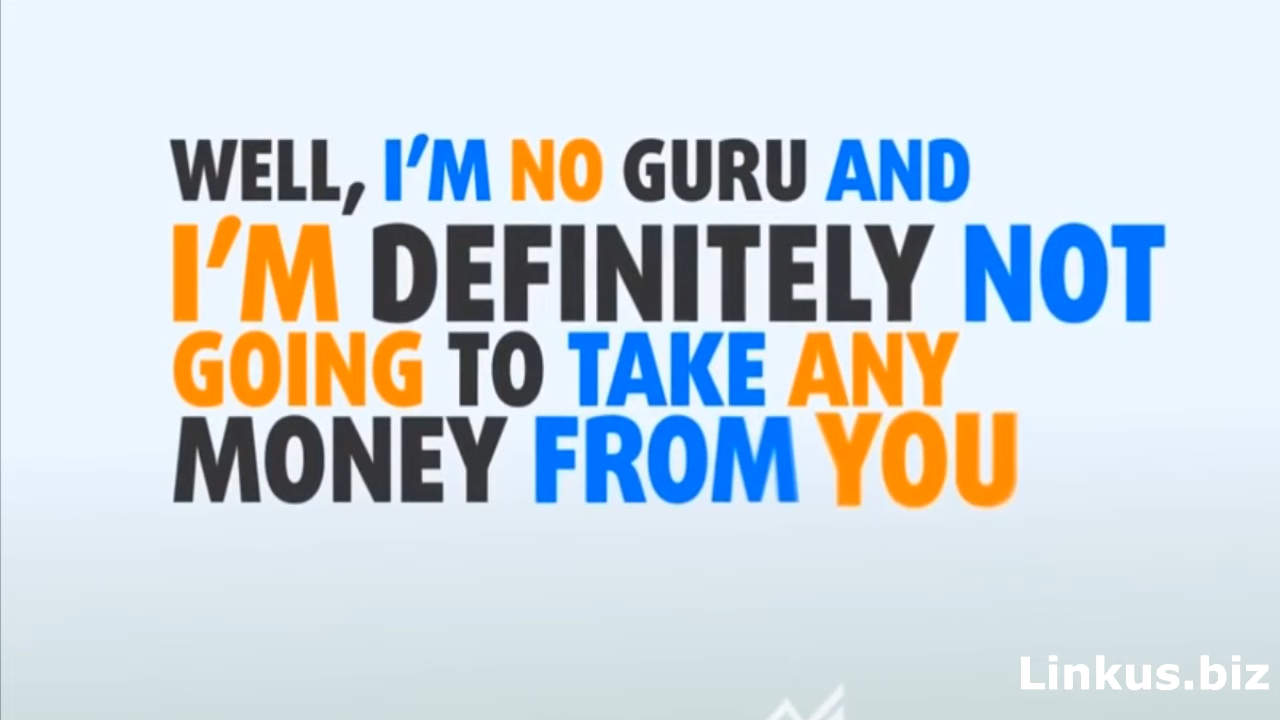 WELL, I'M NO GURU AND
I'M DEFINITELY NOT
GOING TO TAKE ANY
MONEY FROM YOU
Linkus.biz